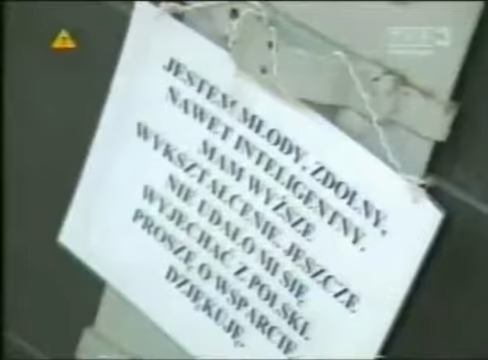 JESTEM MŁODY, ZDOLNY,
NAWET INTELIGENTNY.
MAM WYŻSZE
WYKSZTAŁCENIE. JESZCZE
NIE UDAŁO MI SIĘ
WYJECHAĆ Z POLSKI.
PROSZĘ O WSPARCIE
DZIĘKUJĘ.